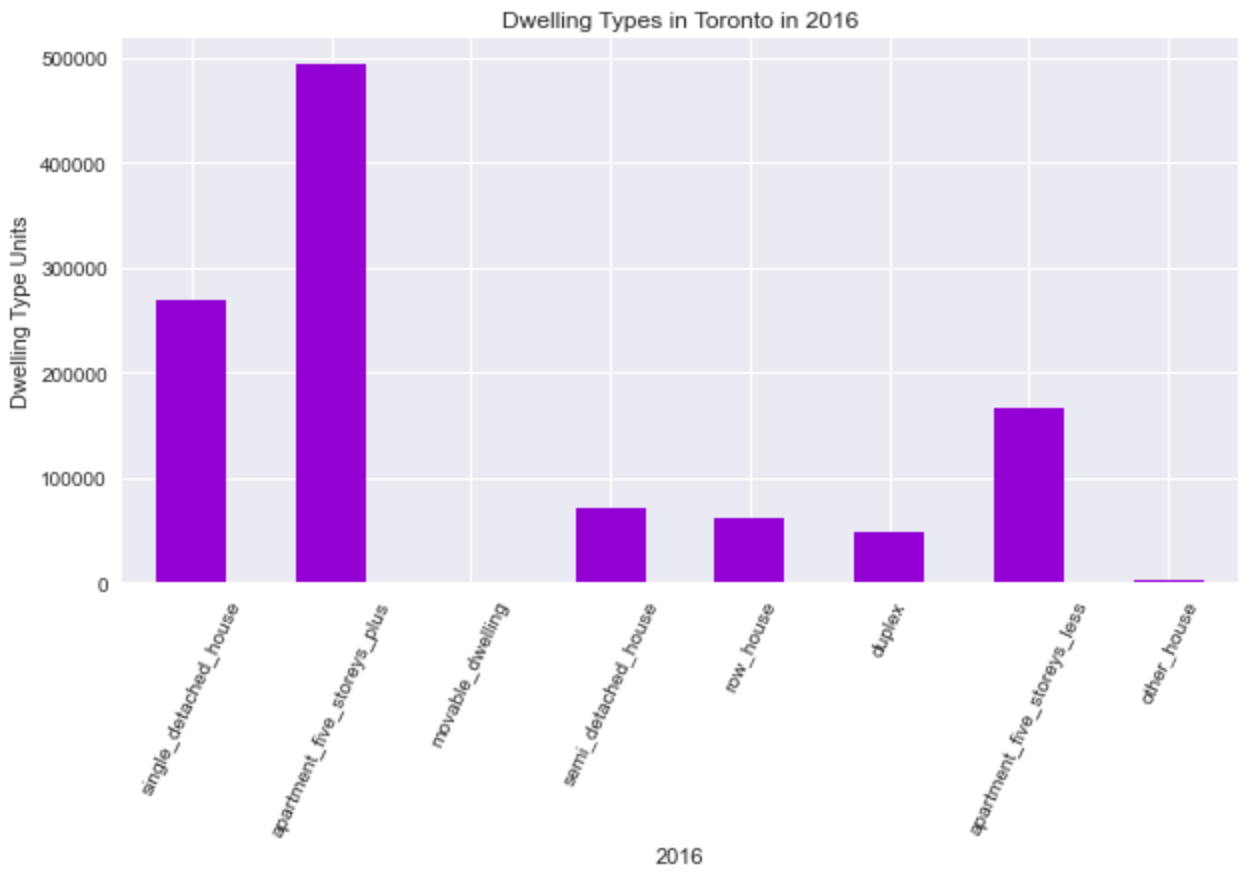 Dwelling Types in Toronto in 2016
500000
400000
300000
200000
100000
0
Dwelling Type Units
single_detached_house
apartment_five_storeys_plus
movable_dwelling
semi_detached_house
row_house
duplex
apartment_five_storeys_less
other_house
2016